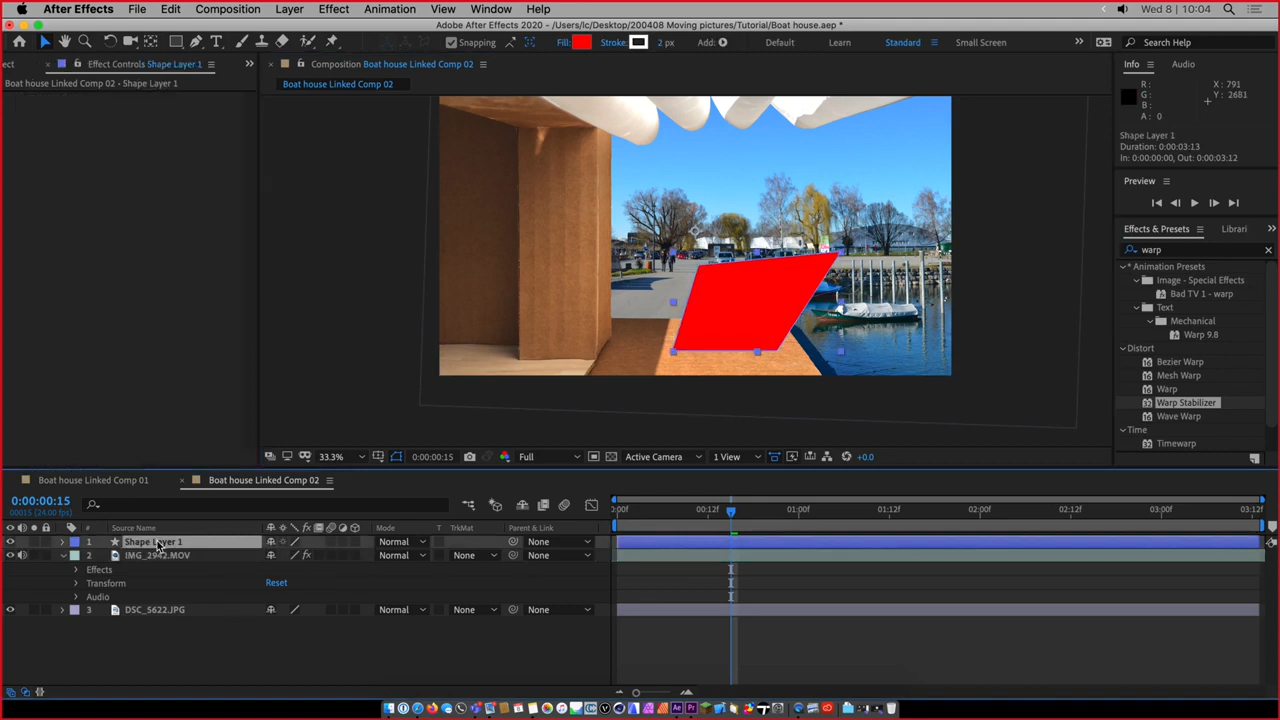 After Effects File Edit Composition Layer Effect Animation View Window Help Wed 8 | 10:04
Adobe After Effects 2020 - /Users/lc/Desktop/200408 Moving pictures/Tutorial/Boat house.aep *
Snapping Fill: Stroke: 2 px Add: Default Learn Standard Small Screen Search Help
ect Effect Controls Shape Layer 1 Composition Boat house Linked Comp 02 Info Audio
Boat house Linked Comp 02 • Shape Layer 1 Boat house Linked Comp 02
R: X: 791
G: Y: 2681
B:
A: 0
Shape Layer 1
Duration: 0:00:03:13
In: 0:00:00:00, Out: 0:00:03:12
Preview
Effects & Presets Librari
warp
* Animation Presets
Image - Special Effects
Bad TV 1 - warp
Text
Mechanical
Warp 9.8
Distort
Bezier Warp
Mesh Warp
Warp
Warp Stabilizer
Wave Warp
Time
Timewarp
33.3% 0:00:00:15 Full Active Camera 1 View +0.0
Boat house Linked Comp 01 Boat house Linked Comp 02
0:00:00:15
00015 (24.00 fps)
:00f 00:12f 01:00f 01:12f 02:00f 02:12f 03:00f 03:12f
# Source Name Mode T TrkMat Parent & Link
1 Shape Layer 1 Normal None
2 IMG_2942.MOV Normal None None
Effects
Transform Reset
Audio
3 DSC_5622.JPG Normal None None